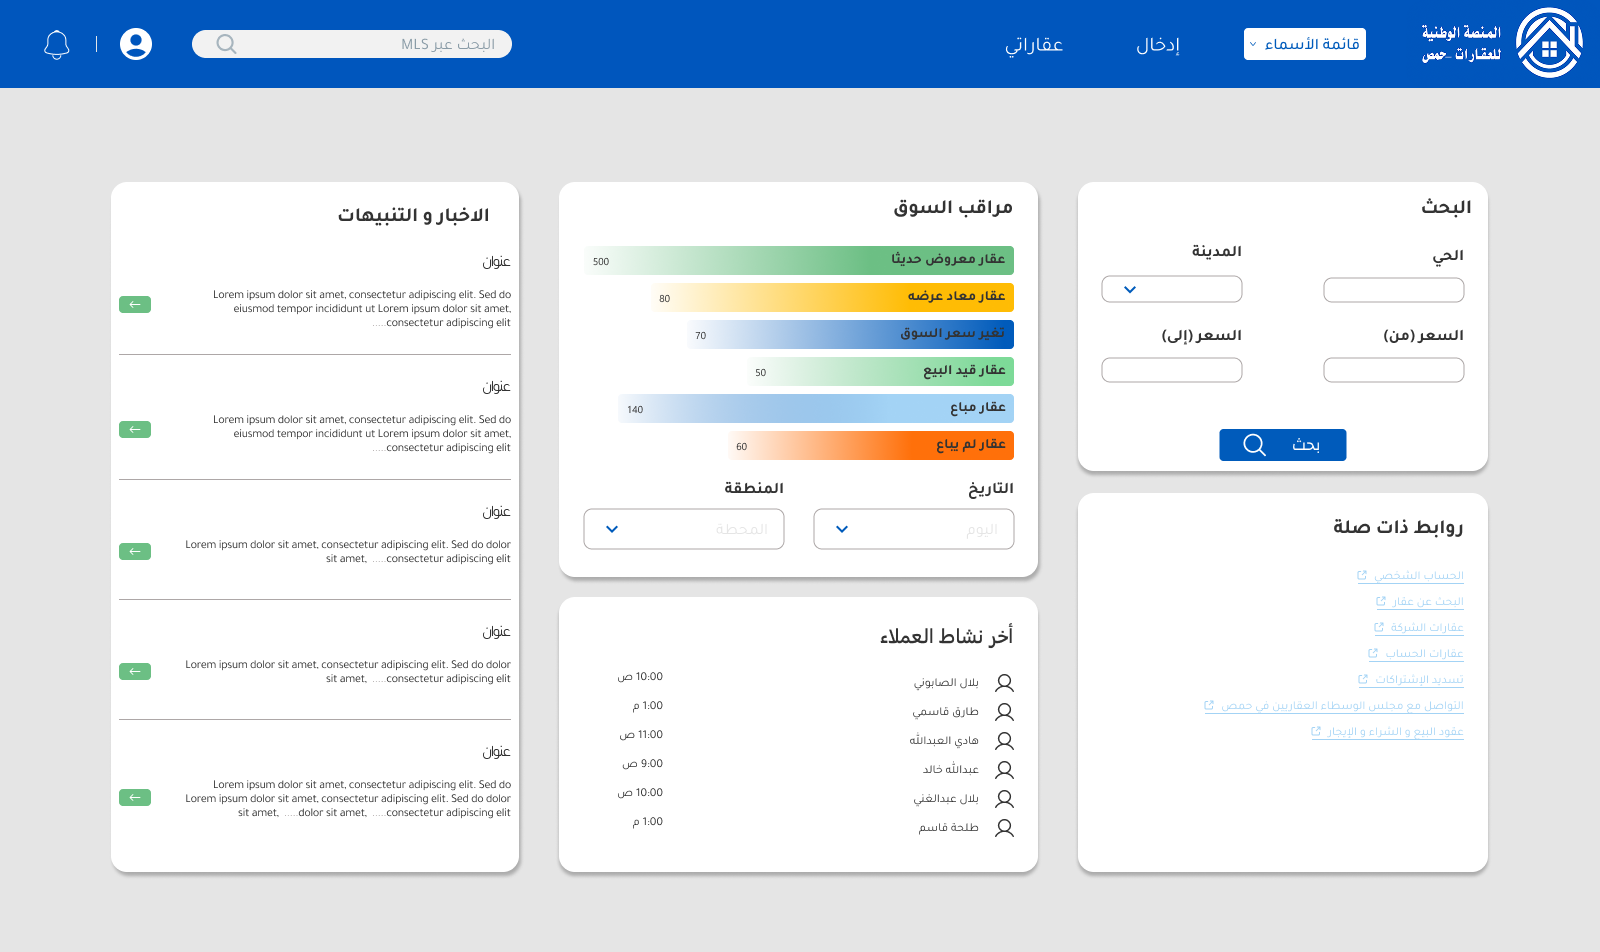 المنصة الوطنية
للعقارات - حمص
قائمة الأسماء
إدخال
عقاراتي
البحث عبر MLS
البحث
الحي
المدينة
السعر (من)
السعر (إلى)
بحث
روابط ذات صلة
الحساب الشخصي
البحث عن عقار
عقارات الشركة
عقارات الحساب
تسديد الإشتراكات
التواصل مع مجلس الوسطاء العقاريين في حمص
عقود البيع و الشراء و الإيجار
مراقب السوق
عقار معروض حديثا 500
عقار معاد عرضه 80
تغير سعر السوق 70
عقار قيد البيع 50
عقار مباع 140
عقار لم يباع 60
التاريخ
المنطقة
اليوم
المحطة
أخر نشاط العملاء
بلال الصابوني 10:00 ص
طارق قاسمي 1:00 م
هادي العبدالله 11:00 ص
عبدالله خالد 9:00 ص
بلال عبدالغني 10:00 ص
طلحة قاسم 1:00 م
الاخبار و التنبيهات
عنوان
Lorem ipsum dolor sit amet, consectetur adipiscing elit. Sed do
eiusmod tempor incididunt ut Lorem ipsum dolor sit amet,
.....consectetur adipiscing elit
عنوان
Lorem ipsum dolor sit amet, consectetur adipiscing elit. Sed do
eiusmod tempor incididunt ut Lorem ipsum dolor sit amet,
.....consectetur adipiscing elit
عنوان
Lorem ipsum dolor sit amet, consectetur adipiscing elit. Sed do dolor
sit amet, .....consectetur adipiscing elit
عنوان
Lorem ipsum dolor sit amet, consectetur adipiscing elit. Sed do dolor
sit amet, .....consectetur adipiscing elit
عنوان
Lorem ipsum dolor sit amet, consectetur adipiscing elit. Sed do
Lorem ipsum dolor sit amet, consectetur adipiscing elit. Sed do dolor
sit amet, .....dolor sit amet, .....consectetur adipiscing elit